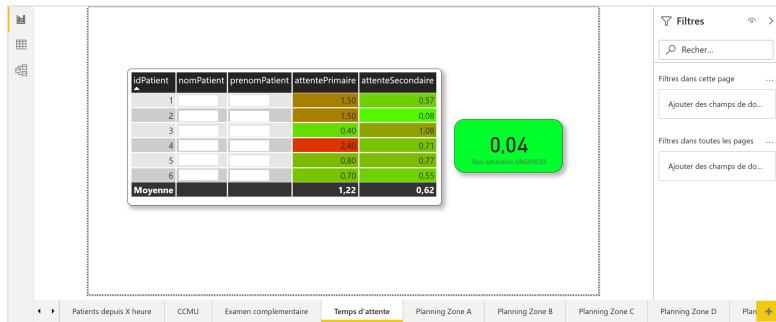 Filtres
Recher...
Filtres dans cette page ...
Ajouter des champs de do...
Filtres dans toutes les pages ...
Ajouter des champs de do...
idPatient nomPatient prenomPatient attentePrimaire attenteSecondaire
1 1,50 0,57
2 1,50 0,08
3 0,40 1,08
4 2,40 0,71
5 0,80 0,77
6 0,70 0,55
Moyenne 1,22 0,62
0,04
Taux saturation URGENCES
Patients depuis X heure CCMU Examen complementaire Temps d'attente Planning Zone A Planning Zone B Planning Zone C Planning Zone D Plan